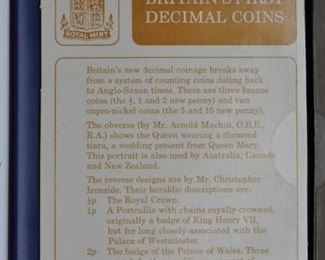 BRITAIN'S FIRST
DECIMAL COINS
ROYAL MINT
Britain's new decimal coinage breaks away
from a system of counting coins dating back
to Anglo-Saxon times. There are three bronze
coins (the ½, 1 and 2 new penny) and two
cupro-nickel coins (the 5 and 10 new penny).
The obverse (by Mr. Arnold Machin, O.B.E.,
R.A.) shows the Queen wearing a diamond
tiara, a wedding present from Queen Mary.
This portrait is also used by Australia, Canada
and New Zealand.
The reverse designs are by Mr. Christopher
Ironside. Their heraldic descriptions are:
½p The Royal Crown.
1p A Portcullis with chains royally crowned,
originally a badge of King Henry VII,
but for long closely associated with the
Palace of Westminster.
2p The badge of the Prince of Wales. Three